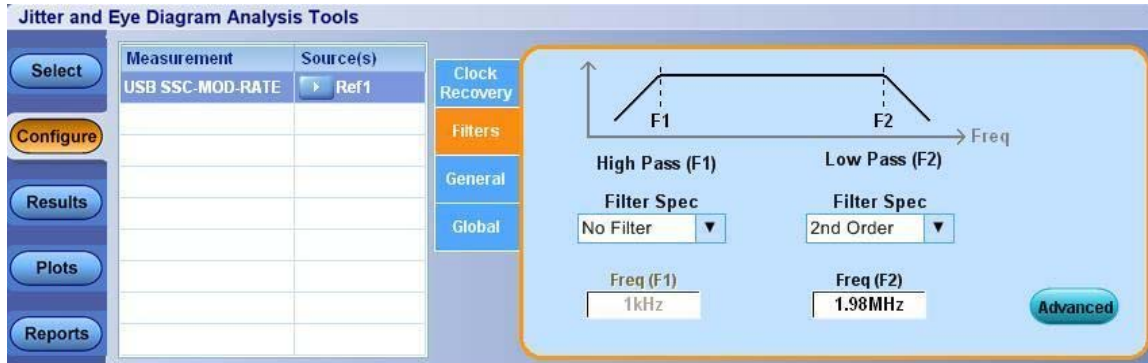 Jitter and Eye Diagram Analysis Tools
Select
Configure
Results
Plots
Reports
Measurement Source(s)
USB SSC-MOD-RATE Ref1
Clock
Recovery
Filters
General
Global
F1 F2
Freq
High Pass (F1) Low Pass (F2)
Filter Spec Filter Spec
No Filter 2nd Order
Freq (F1) Freq (F2)
1kHz 1.98MHz
Advanced